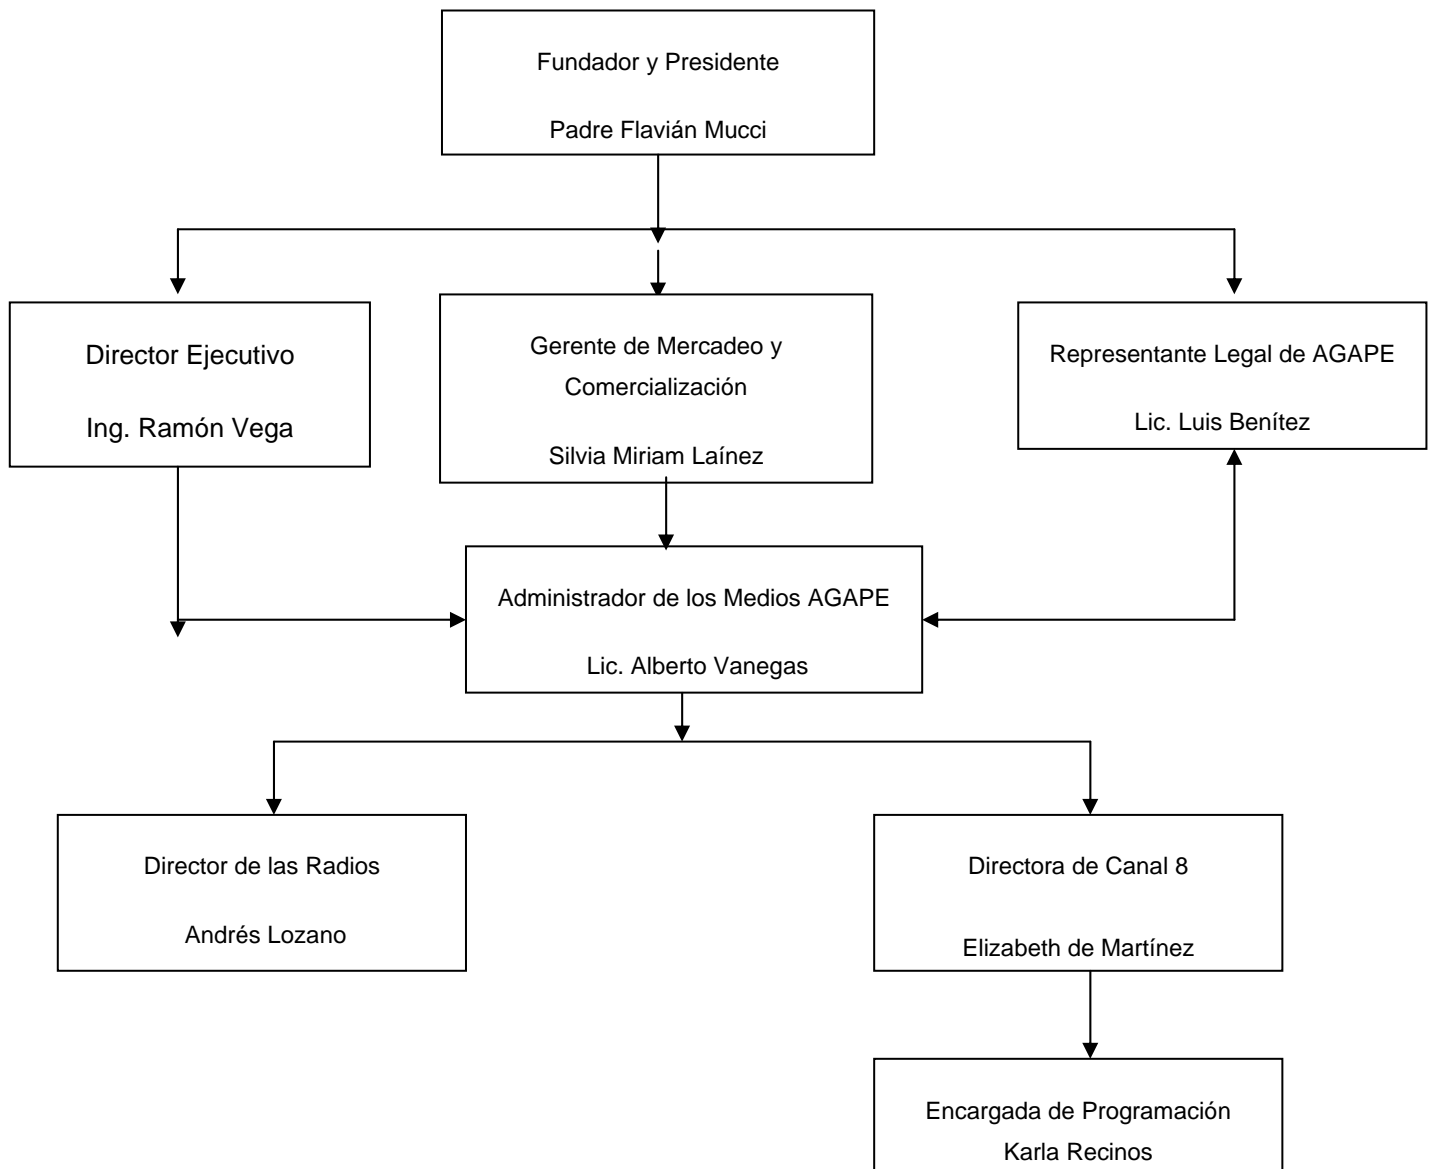 Fundador y Presidente
Padre Flavián Mucci
Director Ejecutivo
Ing. Ramón Vega
Gerente de Mercadeo y
Comercialización
Silvia Miriam Laínez
Representante Legal de AGAPE
Lic. Luis Benítez
Administrador de los Medios AGAPE
Lic. Alberto Vanegas
Director de las Radios
Andrés Lozano
Directora de Canal 8
Elizabeth de Martínez
Encargada de Programación
Karla Recinos